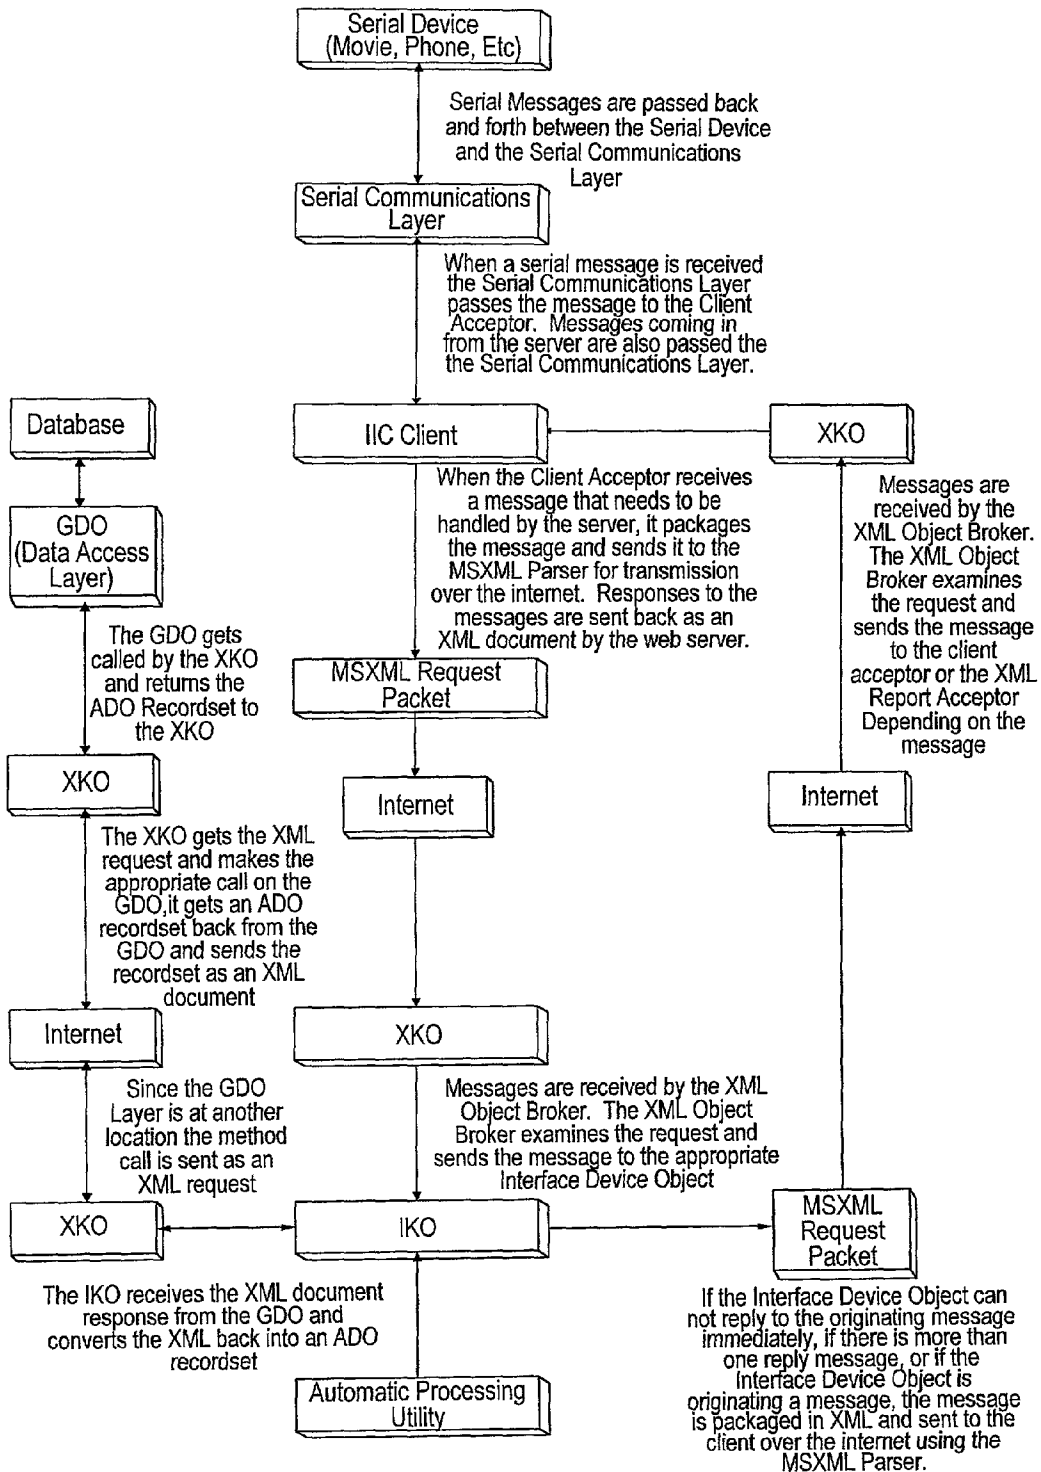 Serial Device
(Movie, Phone, Etc)
Serial Messages are passed back
and forth between the Serial Device
and the Serial Communications
Layer
Serial Communications
Layer
When a serial message is received
the Serial Communications Layer
passes the message to the Client
Acceptor. Messages coming in
from the server are also passed the
the Serial Communications Layer.
Database
IIC Client
XKO
When the Client Acceptor receives
a message that needs to be
handled by the server, it packages
the message and sends it to the
MSXML Parser for transmission
over the internet. Responses to the
messages are sent back as an
XML document by the web server.
Messages are
received by the
XML Object Broker.
The XML Object
Broker examines
the request and
sends the message
to the client
acceptor or the XML
Report Acceptor
Depending on the
message
GDO
(Data Access
Layer)
The GDO gets
called by the XKO
and returns the
ADO Recordset to
the XKO
MSXML Request
Packet
XKO
Internet
Internet
The XKO gets the XML
request and makes the
appropriate call on the
GDO,it gets an ADO
recordset back from the
GDO and sends the
recordset as an XML
document
Internet
XKO
Since the GDO
Layer is at another
location the method
call is sent as an
XML request
Messages are received by the XML
Object Broker. The XML Object
Broker examines the request and
sends the message to the appropriate
Interface Device Object
XKO
IKO
MSXML
Request
Packet
The IKO receives the XML document
response from the GDO and
converts the XML back into an ADO
recordset
If the Interface Device Object can
not reply to the originating message
immediately, if there is more than
one reply message, or if the
Interface Device Object is
originating a message, the message
is packaged in XML and sent to the
client over the internet using the
MSXML Parser.
Automatic Processing
Utility